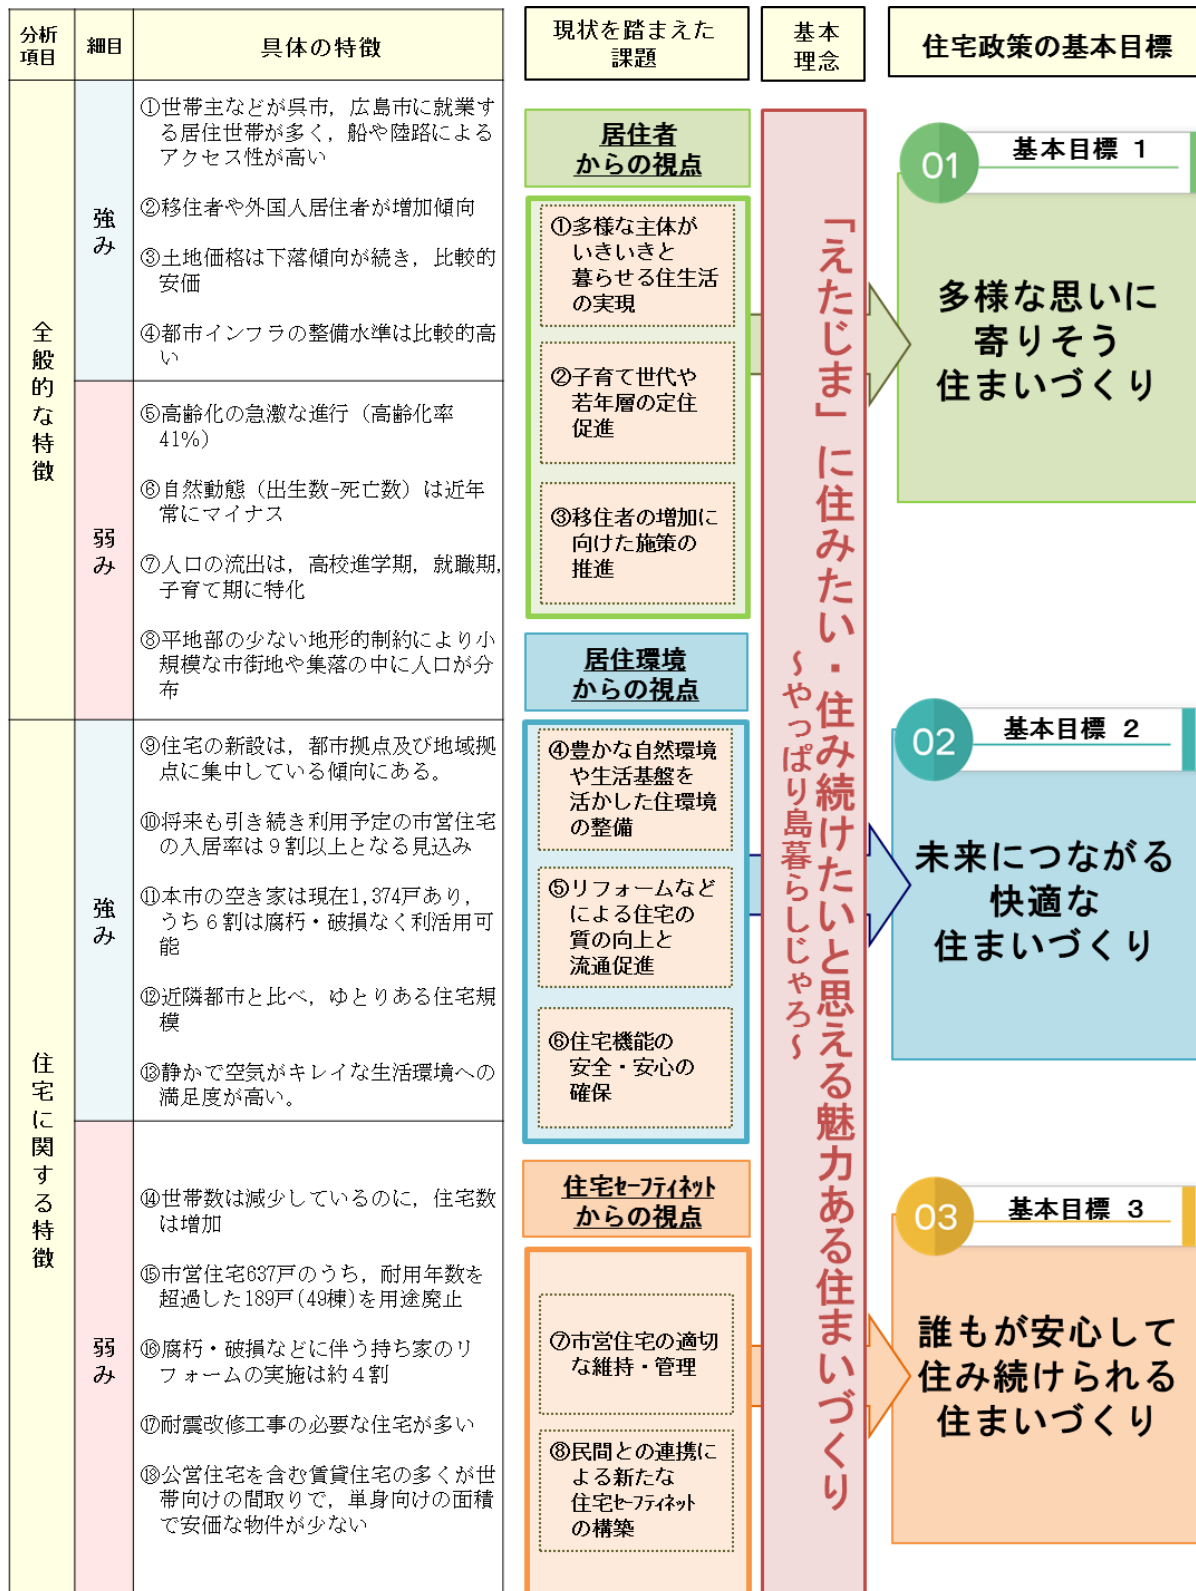 分析
項目
細目
具体の特徴
現状を踏まえた
課題
基本
理念
住宅政策の基本目標
全般的な特徴
強み
①世帯主などが呉市，広島市に就業す
る居住世帯が多く，船や陸路による
アクセス性が高い
②移住者や外国人居住者が増加傾向
③土地価格は下落傾向が続き，比較的
安価
④都市インフラの整備水準は比較的高
い
弱み
⑤高齢化の急激な進行（高齢化率
41%）
⑥自然動態（出生数-死亡数）は近年
常にマイナス
⑦人口の流出は，高校進学期，就職期，
子育て期に特化
⑧平地部の少ない地形的制約により小
規模な市街地や集落の中に人口が分
布
住宅に関する特徴
強み
⑨住宅の新設は，都市拠点及び地域拠
点に集中している傾向にある。
⑩将来も引き続き利用予定の市営住宅
の入居率は９割以上となる見込み
⑪本市の空き家は現在1,374戸あり，
うち６割は腐朽・破損なく利活用可
能
⑫近隣都市と比べ，ゆとりある住宅規
模
⑬静かで空気がキレイな生活環境への
満足度が高い。
弱み
⑭世帯数は減少しているのに，住宅数
は増加
⑮市営住宅637戸のうち，耐用年数を
超過した189戸(49棟)を用途廃止
⑯腐朽・破損などに伴う持ち家のリ
フォームの実施は約４割
⑰耐震改修工事の必要な住宅が多い
⑱公営住宅を含む賃貸住宅の多くが世
帯向けの間取りで，単身向けの面積
で安価な物件が少ない
居住者
からの視点
①多様な主体が
いきいきと
暮らせる住生活
の実現
②子育て世代や
若年層の定住
促進
③移住者の増加に
向けた施策の
推進
居住環境
からの視点
④豊かな自然環境
や生活基盤を
活かした住環境
の整備
⑤リフォームなど
による住宅の
質の向上と
流通促進
⑥住宅機能の
安全・安心の
確保
住宅ｾｰﾌﾃｨﾈｯﾄ
からの視点
⑦市営住宅の適切
な維持・管理
⑧民間との連携に
よる新たな
住宅ｾｰﾌﾃｨﾈｯﾄ
の構築
「えたじま」に住みたい・住み続けたいと思える魅力ある住まいづくり
～やっぱり島暮らしじゃろ～
01
基本目標 1
多様な思いに
寄りそう
住まいづくり
02
基本目標 2
未来につながる
快適な
住まいづくり
03
基本目標 3
誰もが安心して
住み続けられる
住まいづくり